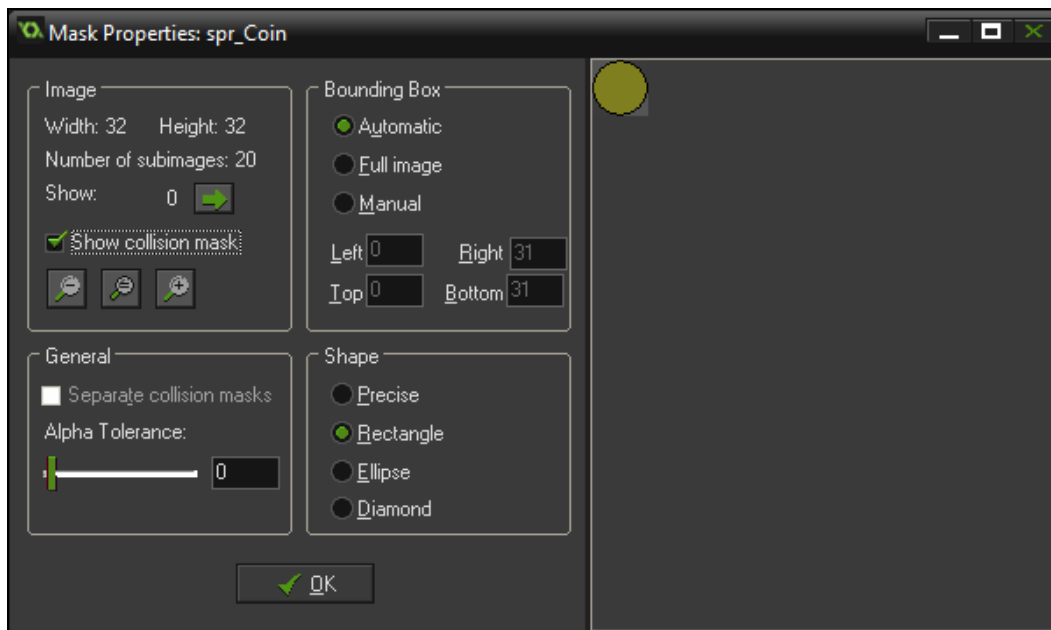 Mask Properties: spr_Coin
Image
Width: 32 Height: 32
Number of subimages: 20
Show: 0
Show collision mask
Bounding Box
Automatic
Full image
Manual
Left 0 Right 31
Top 0 Bottom 31
General
Separate collision masks
Alpha Tolerance:
0
Shape
Precise
Rectangle
Ellipse
Diamond
OK